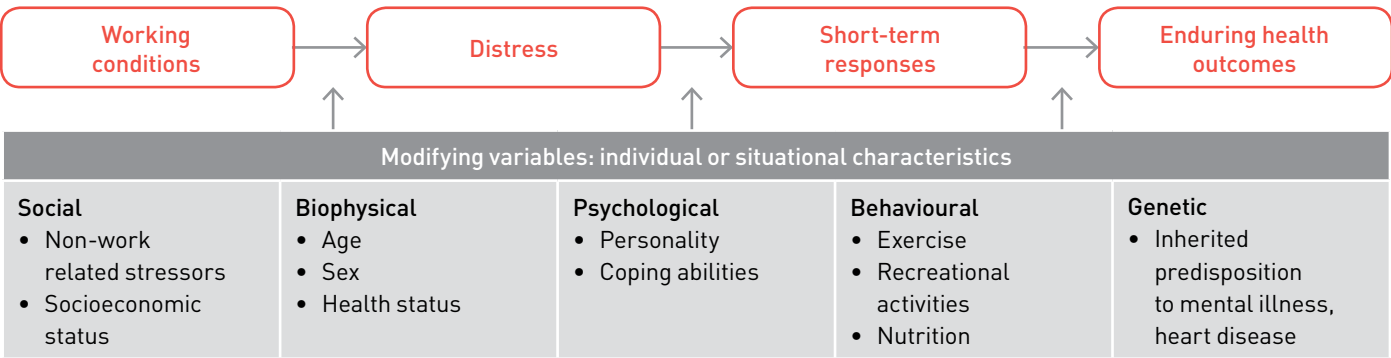 Working
conditions
Distress
Short-term
responses
Enduring health
outcomes
Modifying variables: individual or situational characteristics
Social
• Non-work
related stressors
• Socioeconomic
status
Biophysical
• Age
• Sex
• Health status
Psychological
• Personality
• Coping abilities
Behavioural
• Exercise
• Recreational
activities
• Nutrition
Genetic
• Inherited
predisposition
to mental illness,
heart disease